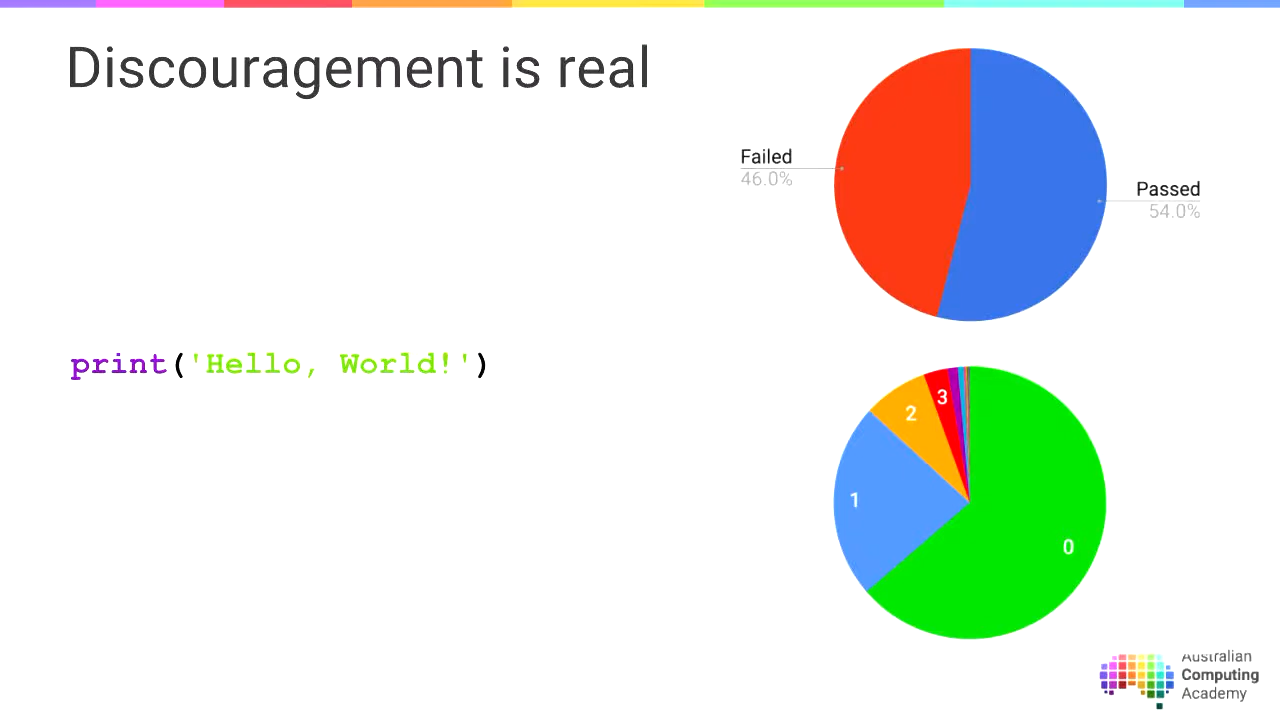 Discouragement is real
Failed
46.0%
Passed
54.0%
print('Hello, World!')
3
2
1
0
Australian
Computing
Academy